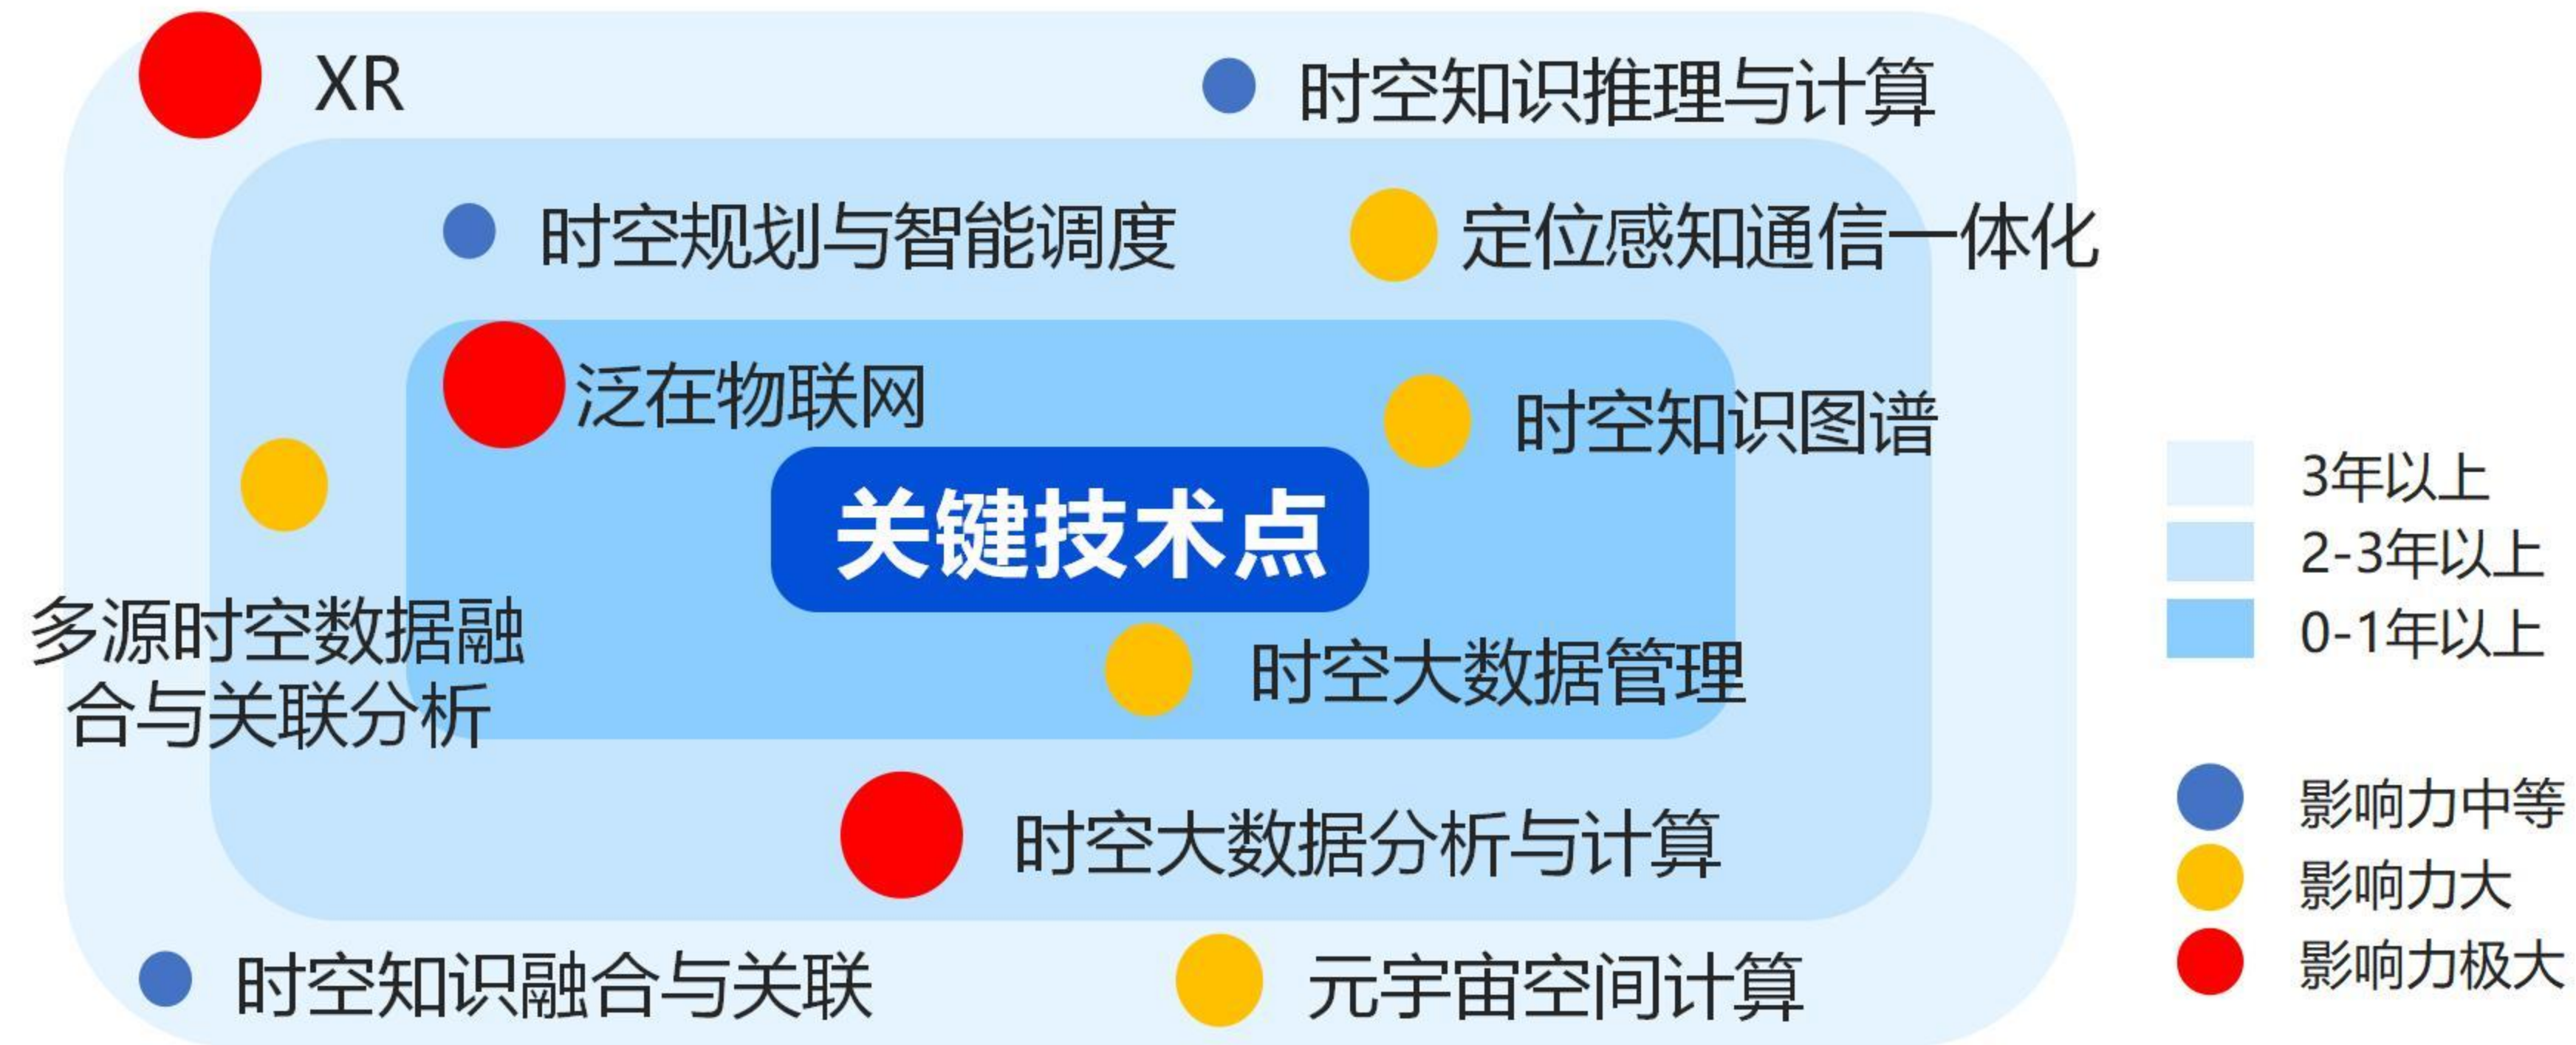 XR
时空知识推理与计算
时空规划与智能调度
定位感知通信一体化
泛在物联网
时空知识图谱
关键技术点
多源时空数据融
合与关联分析
时空大数据管理
时空大数据分析与计算
时空知识融合与关联
元宇宙空间计算
3年以上
2-3年以上
0-1年以上
影响力中等
影响力大
影响力极大